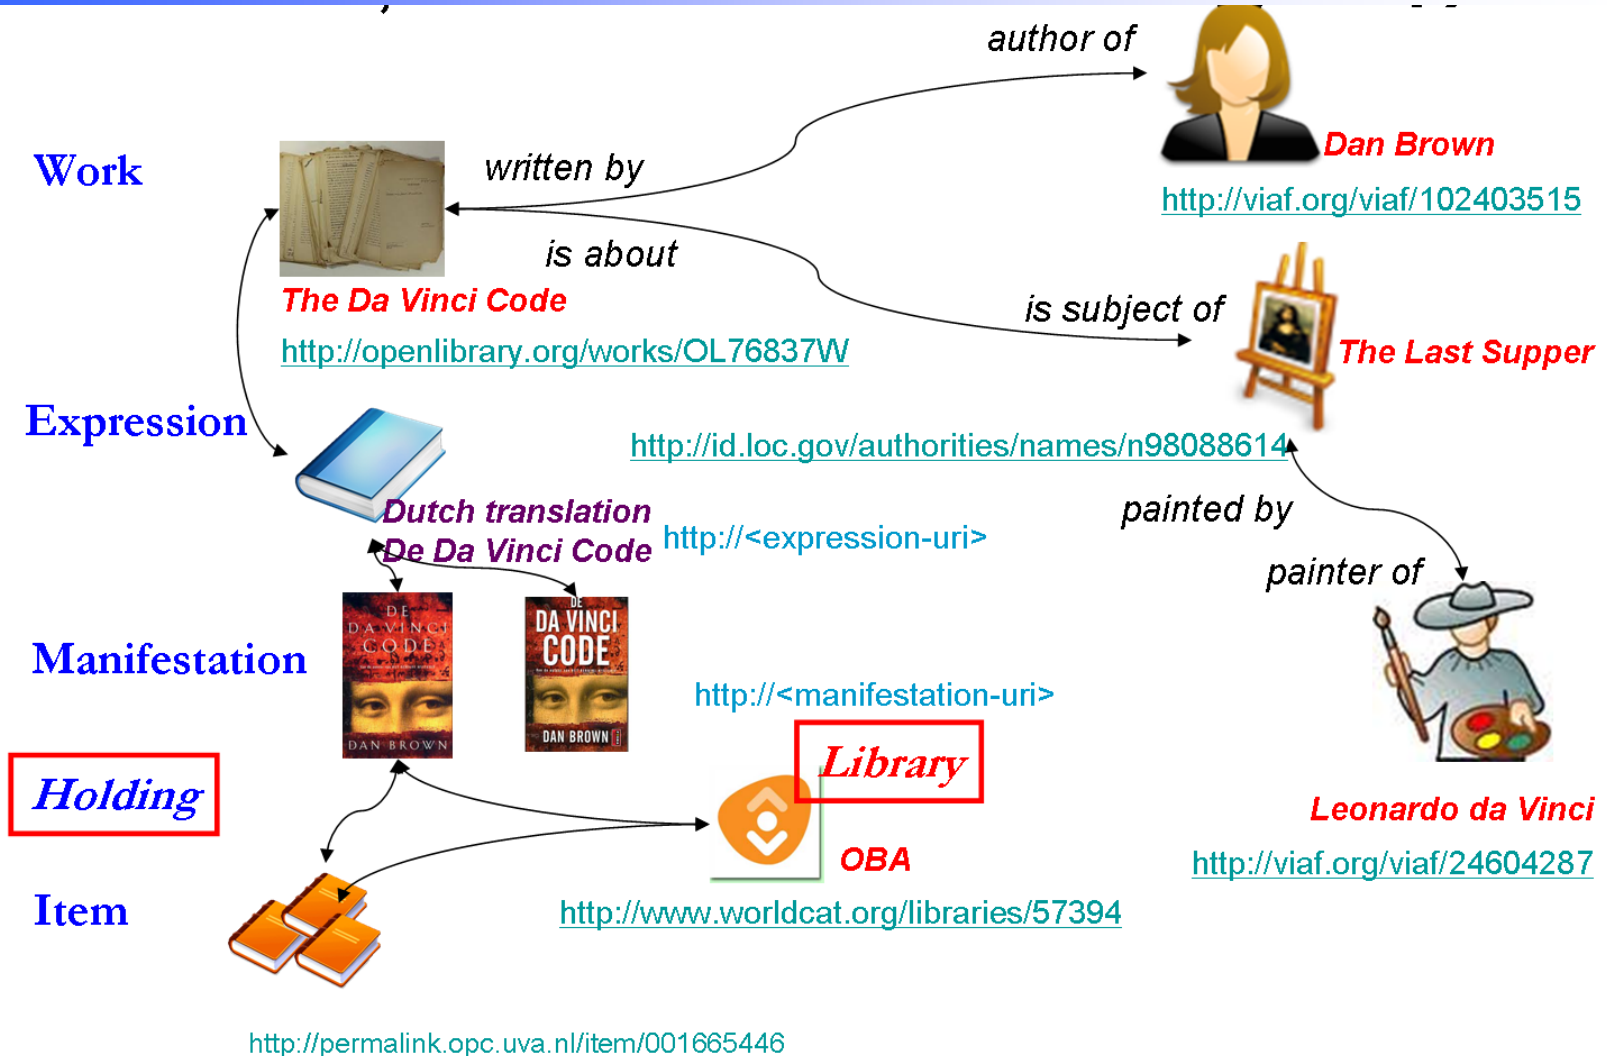 author of
Dan Brown
http://viaf.org/viaf/102403515
Work
written by
is about
The Da Vinci Code
http://openlibrary.org/works/OL76837W
is subject of
The Last Supper
Expression
http://id.loc.gov/authorities/names/n98088614
Dutch translation
De Da Vinci Code
http://<expression-uri>
painted by
painter of
Manifestation
DE
DA VINCI
CODE
DAN BROWN
DE
DA VINCI
CODE
DAN BROWN
http://<manifestation-uri>
Library
Holding
OBA
Leonardo da Vinci
http://viaf.org/viaf/24604287
Item
http://www.worldcat.org/libraries/57394
http://permalink.opc.uva.nl/item/001665446